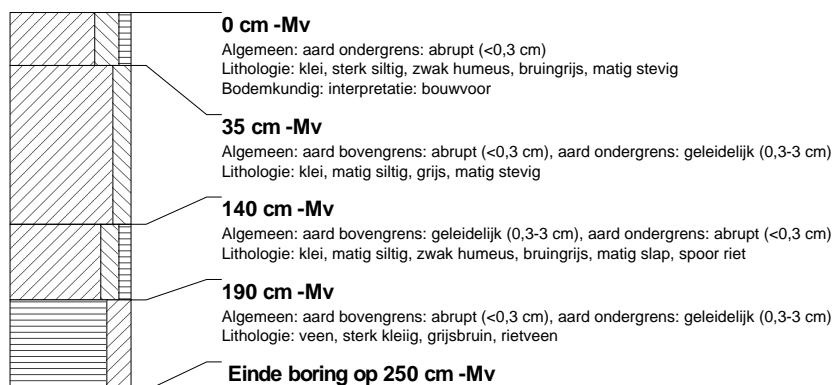 0 cm -Mv
Algemeen: aard ondergrens: abrupt (<0,3 cm)
Lithologie: klei, sterk siltig, zwak humeus, bruingrijs, matig stevig
Bodemkundig: interpretatie: bouwvoor
35 cm -Mv
Algemeen: aard bovengrens: abrupt (<0,3 cm), aard ondergrens: geleidelijk (0,3-3 cm)
Lithologie: klei, matig siltig, grijs, matig stevig
140 cm -Mv
Algemeen: aard bovengrens: geleidelijk (0,3-3 cm), aard ondergrens: abrupt (<0,3 cm)
Lithologie: klei, matig siltig, zwak humeus, bruingrijs, matig slap, spoor riet
190 cm -Mv
Algemeen: aard bovengrens: abrupt (<0,3 cm), aard ondergrens: geleidelijk (0,3-3 cm)
Lithologie: veen, sterk kleiig, grijsbruin, rietveen
Einde boring op 250 cm -Mv